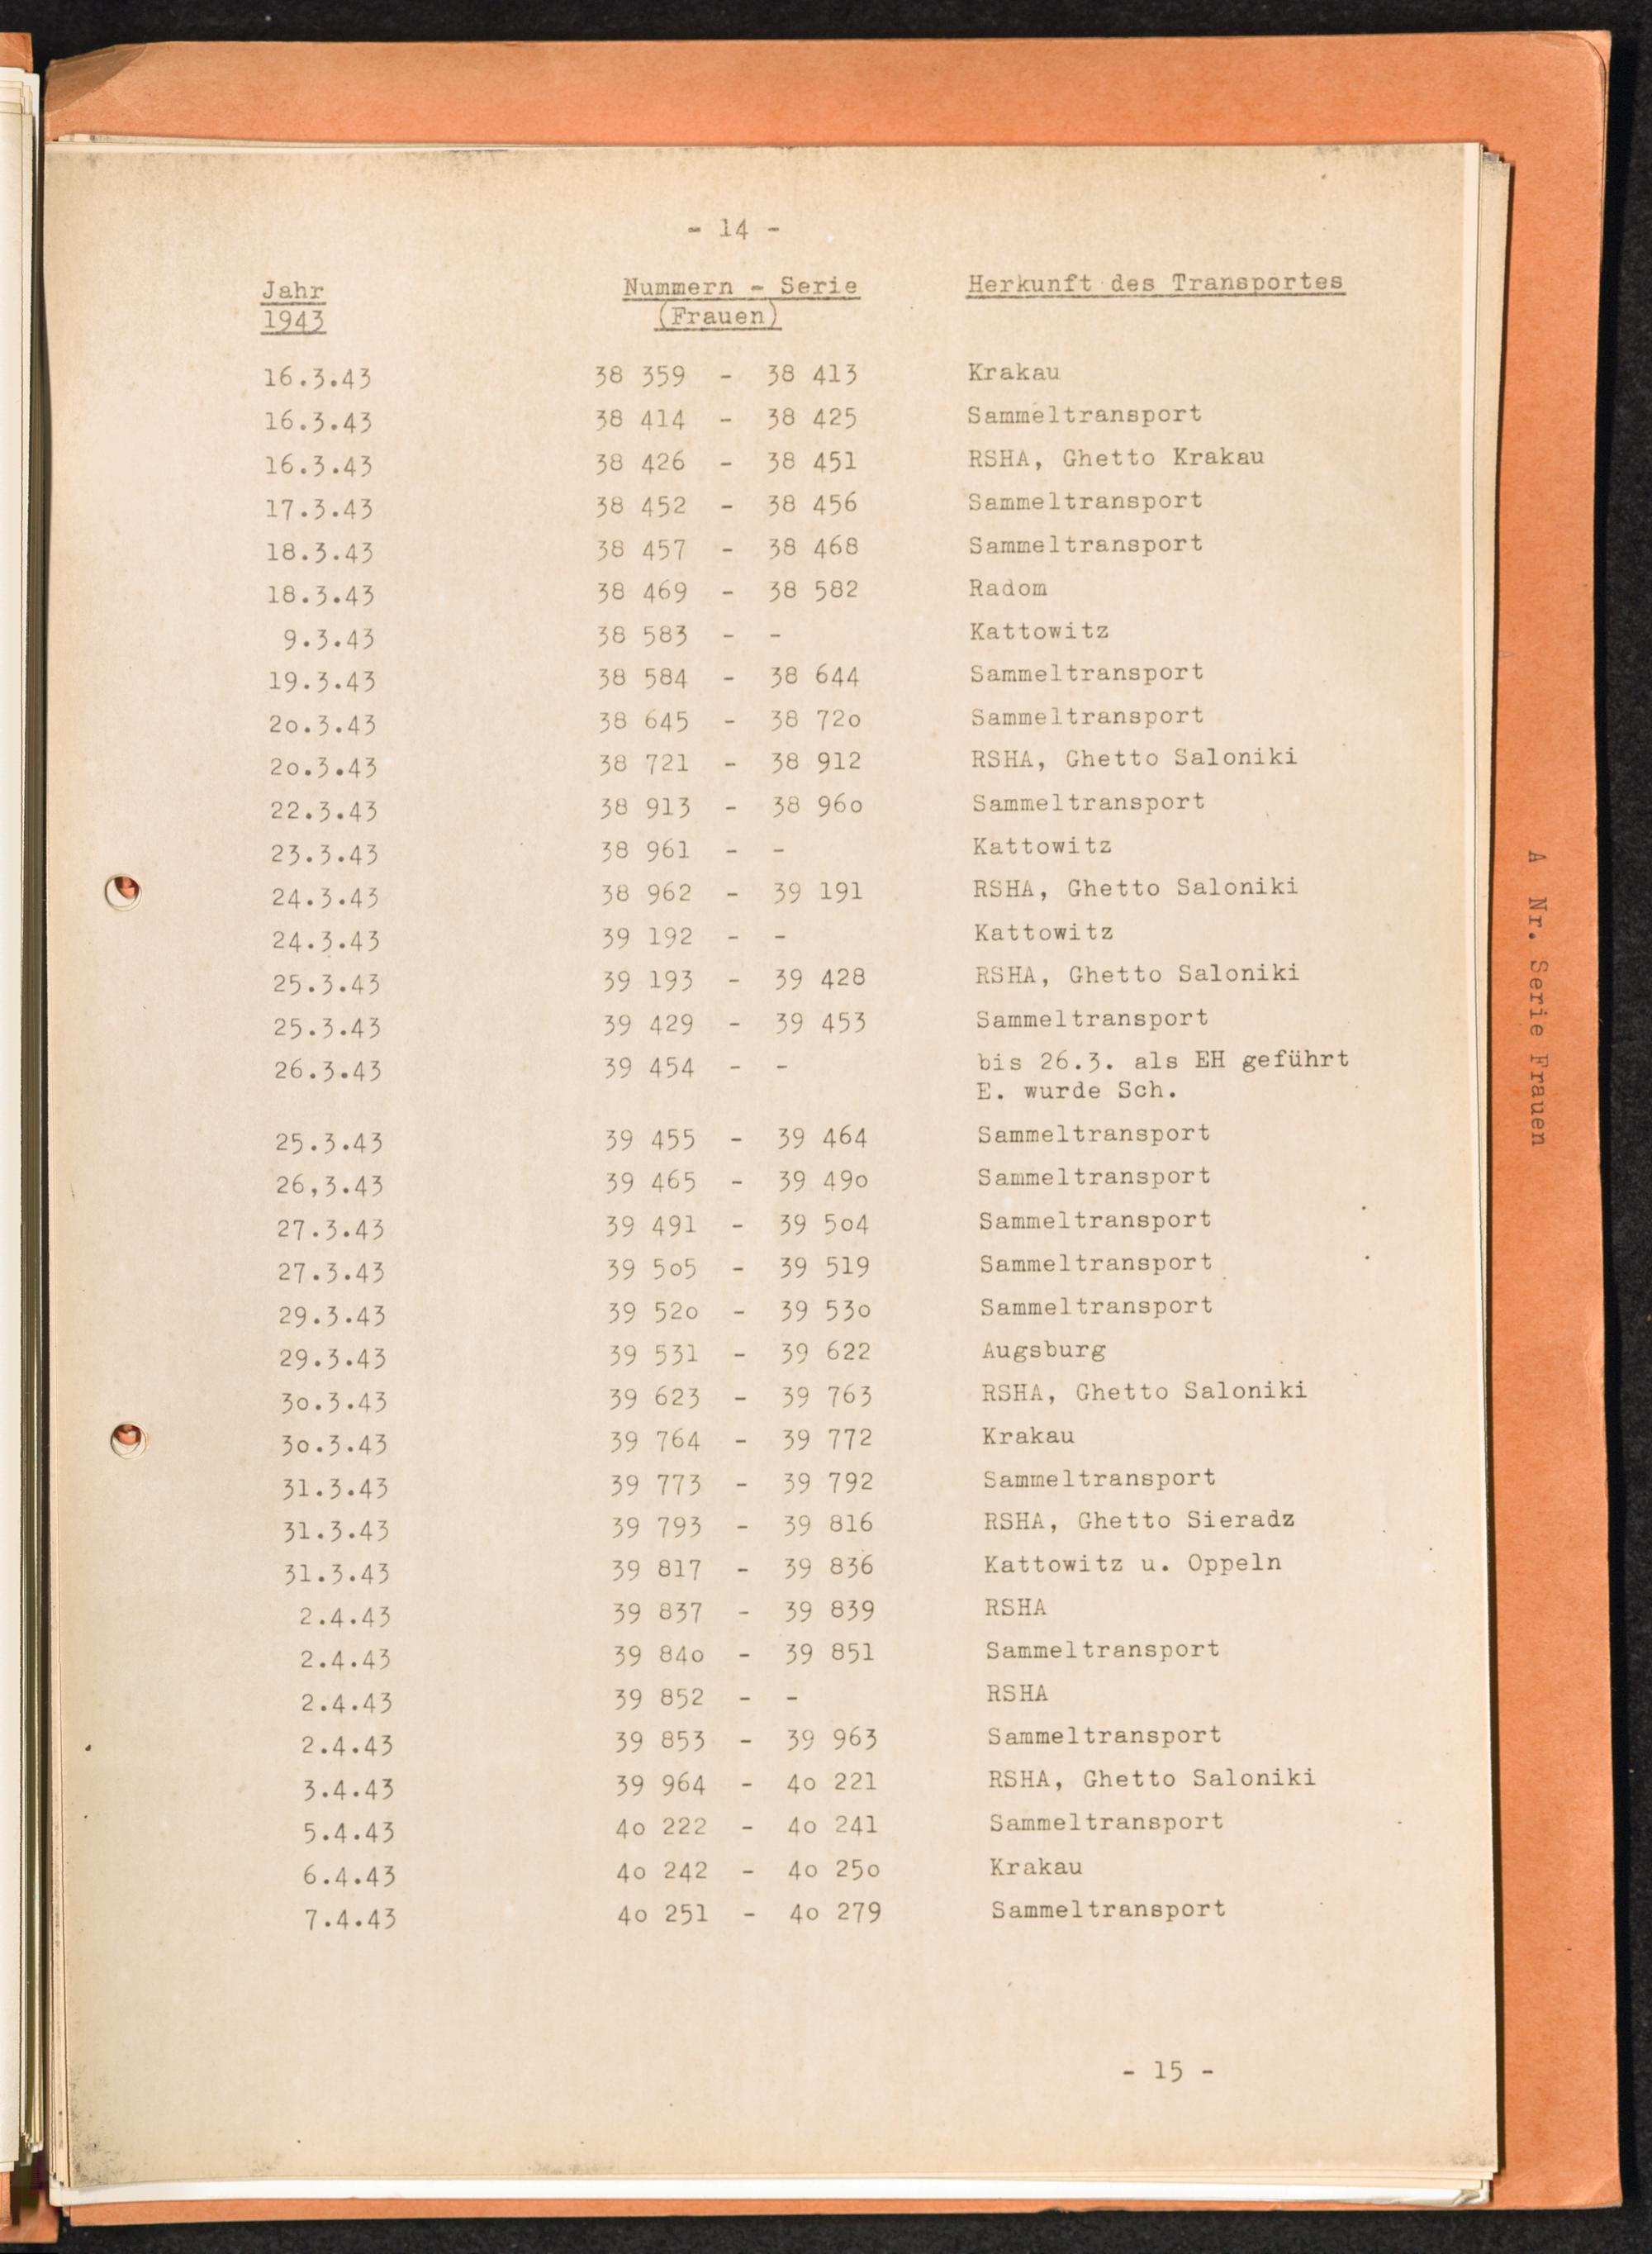 - 14 -
Jahr Nummern - Serie Herkunft des Transportes
1943 (Frauen)
16.3.43 38 359 - 38 413 Krakau
16.3.43 38 414 - 38 425 Sammeltransport
16.3.43 38 426 - 38 451 RSHA, Ghetto Krakau
17.3.43 38 452 - 38 456 Sammeltransport
18.3.43 38 457 - 38 468 Sammeltransport
18.3.43 38 469 - 38 582 Radom
9.3.43 38 583 - - Kattowitz
19.3.43 38 584 - 38 644 Sammeltransport
2o.3.43 38 645 - 38 72o Sammeltransport
2o.3.43 38 721 - 38 912 RSHA, Ghetto Saloniki
22.3.43 38 913 - 38 96o Sammeltransport
23.3.43 38 961 - - Kattowitz
24.3.43 38 962 - 39 191 RSHA, Ghetto Saloniki
24.3.43 39 192 - - Kattowitz
25.3.43 39 193 - 39 428 RSHA, Ghetto Saloniki
25.3.43 39 429 - 39 453 Sammeltransport
26.3.43 39 454 - - bis 26.3. als EH geführt
E. wurde Sch.
25.3.43 39 455 - 39 464 Sammeltransport
26,3.43 39 465 - 39 49o Sammeltransport
27.3.43 39 491 - 39 5o4 Sammeltransport
27.3.43 39 5o5 - 39 519 Sammeltransport
29.3.43 39 52o - 39 53o Sammeltransport
29.3.43 39 531 - 39 622 Augsburg
3o.3.43 39 623 - 39 763 RSHA, Ghetto Saloniki
3o.3.43 39 764 - 39 772 Krakau
31.3.43 39 773 - 39 792 Sammeltransport
31.3.43 39 793 - 39 816 RSHA, Ghetto Sieradz
31.3.43 39 817 - 39 836 Kattowitz u. Oppeln
2.4.43 39 837 - 39 839 RSHA
2.4.43 39 84o - 39 851 Sammeltransport
2.4.43 39 852 - - RSHA
2.4.43 39 853 - 39 963 Sammeltransport
3.4.43 39 964 - 4o 221 RSHA, Ghetto Saloniki
5.4.43 4o 222 - 4o 241 Sammeltransport
6.4.43 4o 242 - 4o 25o Krakau
7.4.43 4o 251 - 4o 279 Sammeltransport
- 15 -
A Nr. Serie Frauen